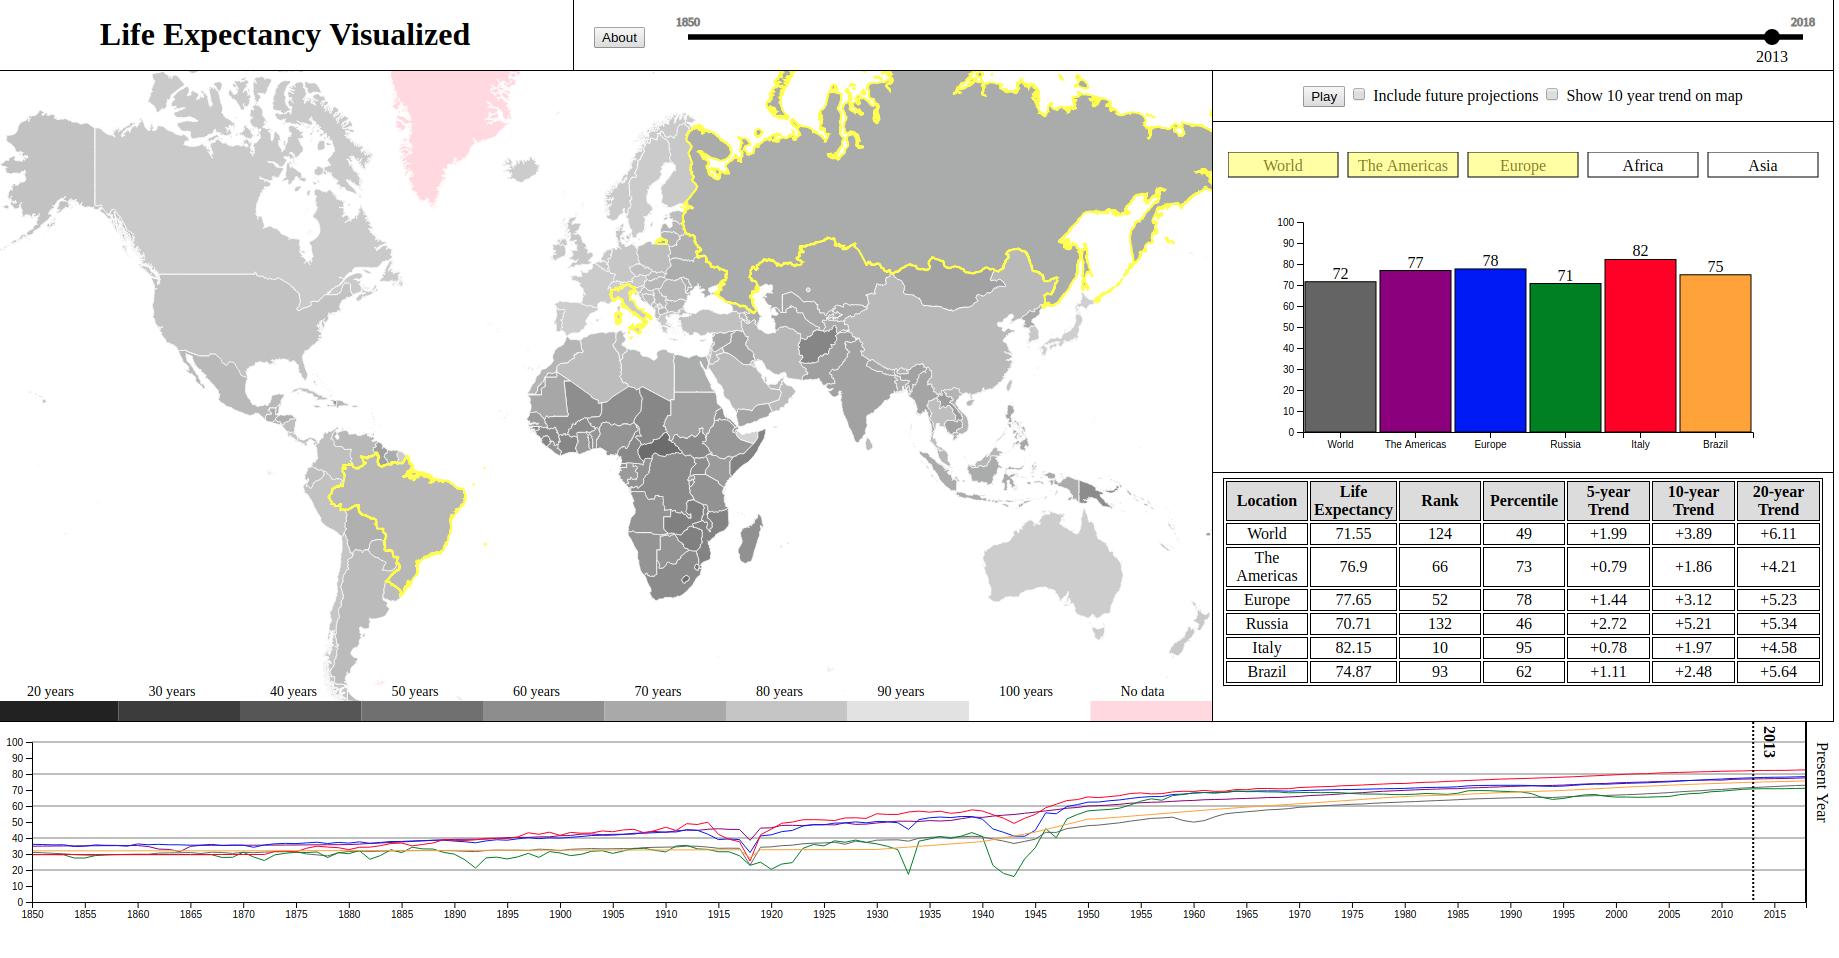 Life Expectancy Visualized
About
1850
2018
2013
Play
Include future projections
Show 10 year trend on map
World
The Americas
Europe
Africa
Asia
100
90
80
70
60
50
40
30
20
10
0
72
77
78
71
82
75
World
The Americas
Europe
Russia
Italy
Brazil
Location Life Expectancy Rank Percentile 5-year Trend 10-year Trend 20-year Trend
World 71.55 124 49 +1.99 +3.89 +6.11
The Americas 76.9 66 73 +0.79 +1.86 +4.21
Europe 77.65 52 78 +1.44 +3.12 +5.23
Russia 70.71 132 46 +2.72 +5.21 +5.34
Italy 82.15 10 95 +0.78 +1.97 +4.58
Brazil 74.87 93 62 +1.11 +2.48 +5.64
20 years 30 years 40 years 50 years 60 years 70 years 80 years 90 years 100 years No data
100
90
80
70
60
50
40
30
20
10
0
1850 1855 1860 1865 1870 1875 1880 1885 1890 1895 1900 1905 1910 1915 1920 1925 1930 1935 1940 1945 1950 1955 1960 1965 1970 1975 1980 1985 1990 1995 2000 2005 2010 2015
2013
Present Year